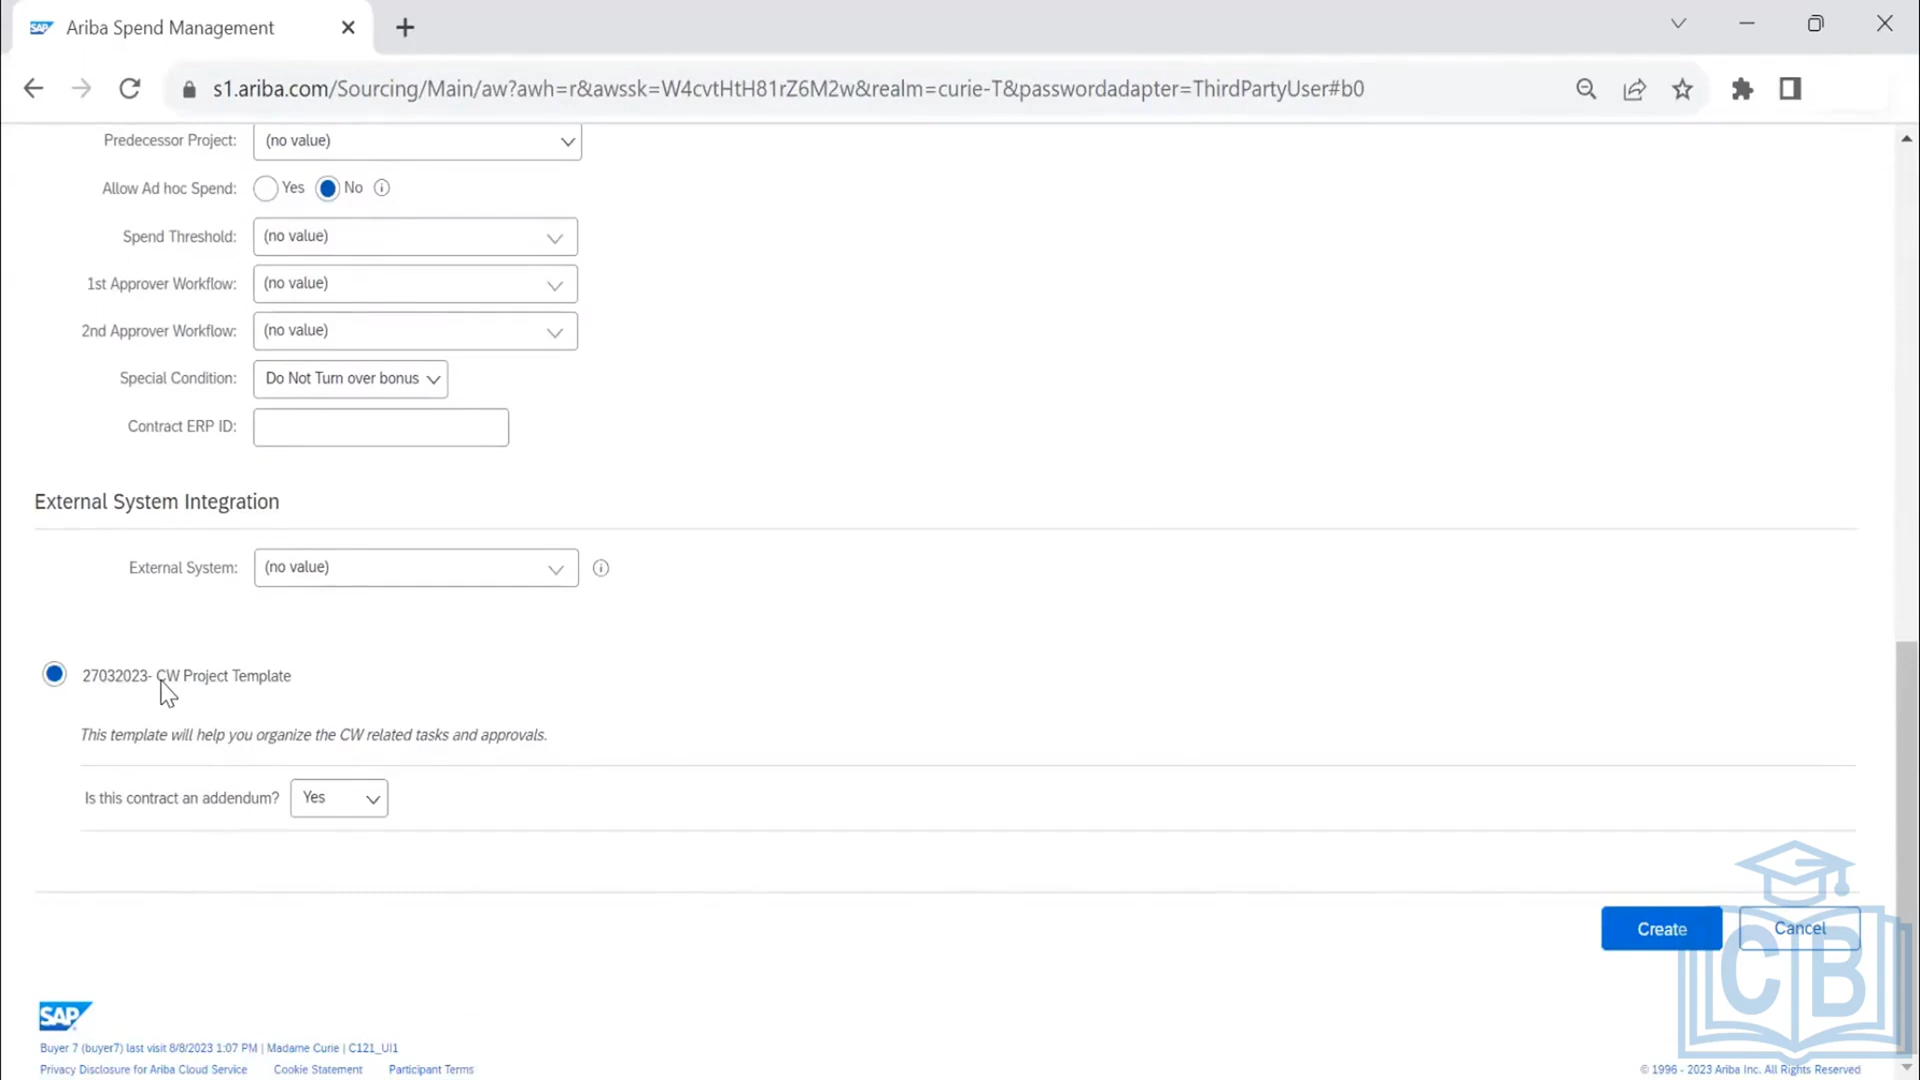 SAP Ariba Spend Management
s1.ariba.com/Sourcing/Main/aw?awh=r&awssk=W4cvtHtH81rZ6M2w&realm=curie-T&passwordadapter=ThirdPartyUser#b0
Predecessor Project: (no value)
Allow Ad hoc Spend: Yes No
Spend Threshold: (no value)
1st Approver Workflow: (no value)
2nd Approver Workflow: (no value)
Special Condition: Do Not Turn over bonus
Contract ERP ID:
External System Integration
External System: (no value)
27032023- CW Project Template
This template will help you organize the CW related tasks and approvals.
Is this contract an addendum? Yes
Create Cancel
CB
SAP
Buyer 7 (buyer7) last visit 8/8/2023 1:07 PM | Madame Curie | C121_UI1
Privacy Disclosure for Ariba Cloud Service Cookie Statement Participant Terms
© 1996 - 2023 Ariba Inc. All Rights Reserved